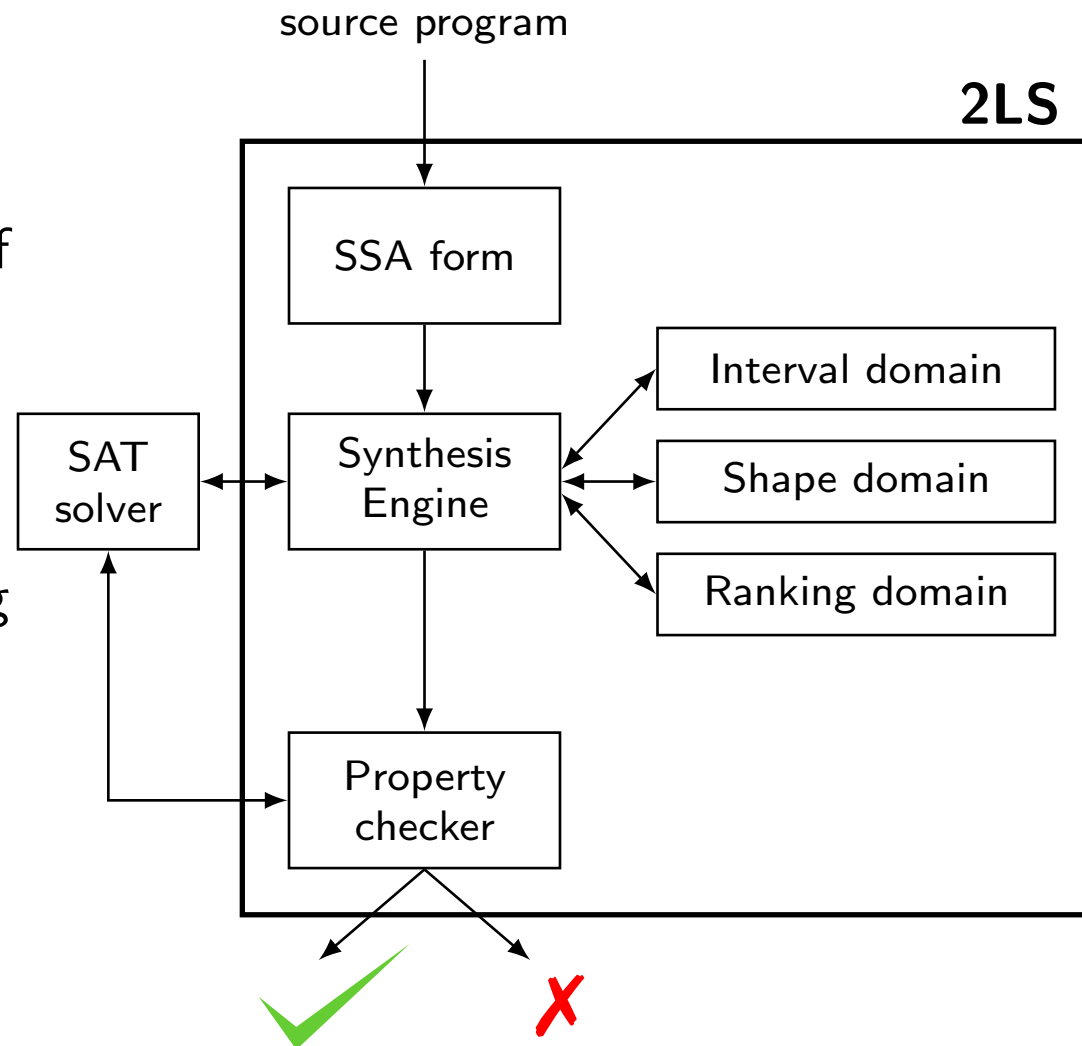 source program
2LS
SSA form
f
Interval domain
SAT
solver
Synthesis
Engine
Shape domain
Ranking domain
g
Property
checker
✓
✗